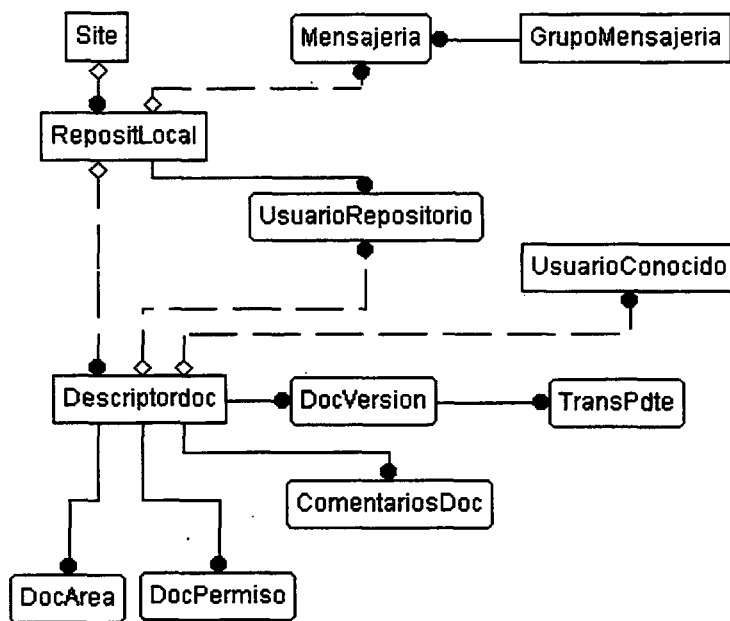 Site
Mensajeria
GrupoMensajeria
RepositLocal
UsuarioRepositorio
UsuarioConocido
Descriptordoc
DocVersion
TransPdte
ComentariosDoc
DocArea
DocPermiso